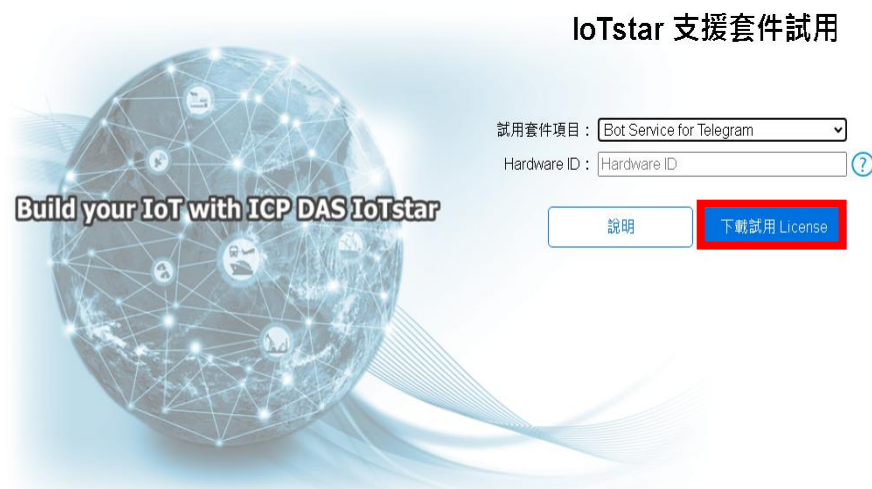 IoTstar 支援套件試用
試用套件項目： Bot Service for Telegram
Hardware ID： Hardware ID ?
Build your IoT with ICP DAS IoTstar
說明 下載試用 License